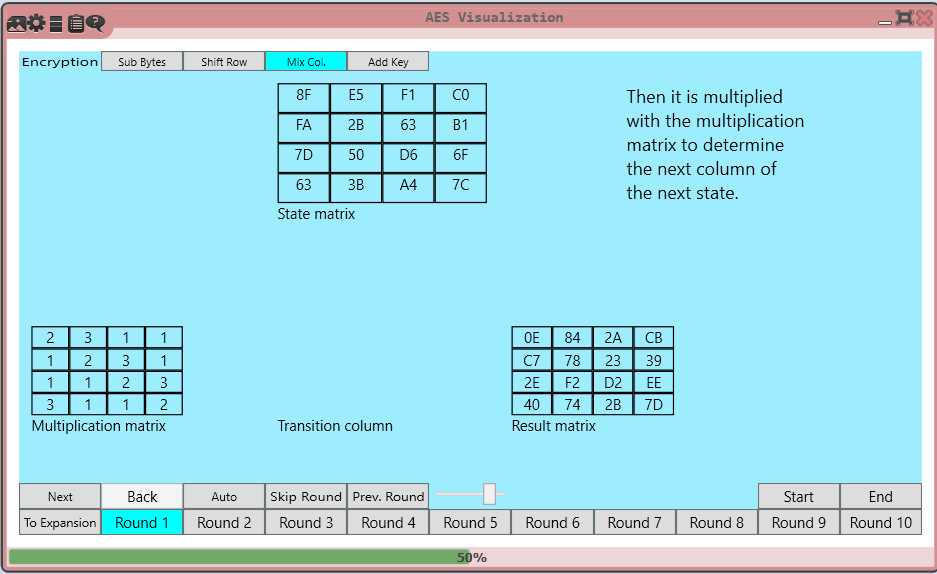 AES Visualization
Encryption Sub Bytes Shift Row Mix Col. Add Key
8F E5 F1 C0
FA 2B 63 B1
7D 50 D6 6F
63 3B A4 7C
State matrix
Then it is multiplied
with the multiplication
matrix to determine
the next column of
the next state.
2 3 1 1
1 2 3 1
1 1 2 3
3 1 1 2
Multiplication matrix
Transition column
0E 84 2A CB
C7 78 23 39
2E F2 D2 EE
40 74 2B 7D
Result matrix
Next Back Auto Skip Round Prev. Round Start End
To Expansion Round 1 Round 2 Round 3 Round 4 Round 5 Round 6 Round 7 Round 8 Round 9 Round 10
50%